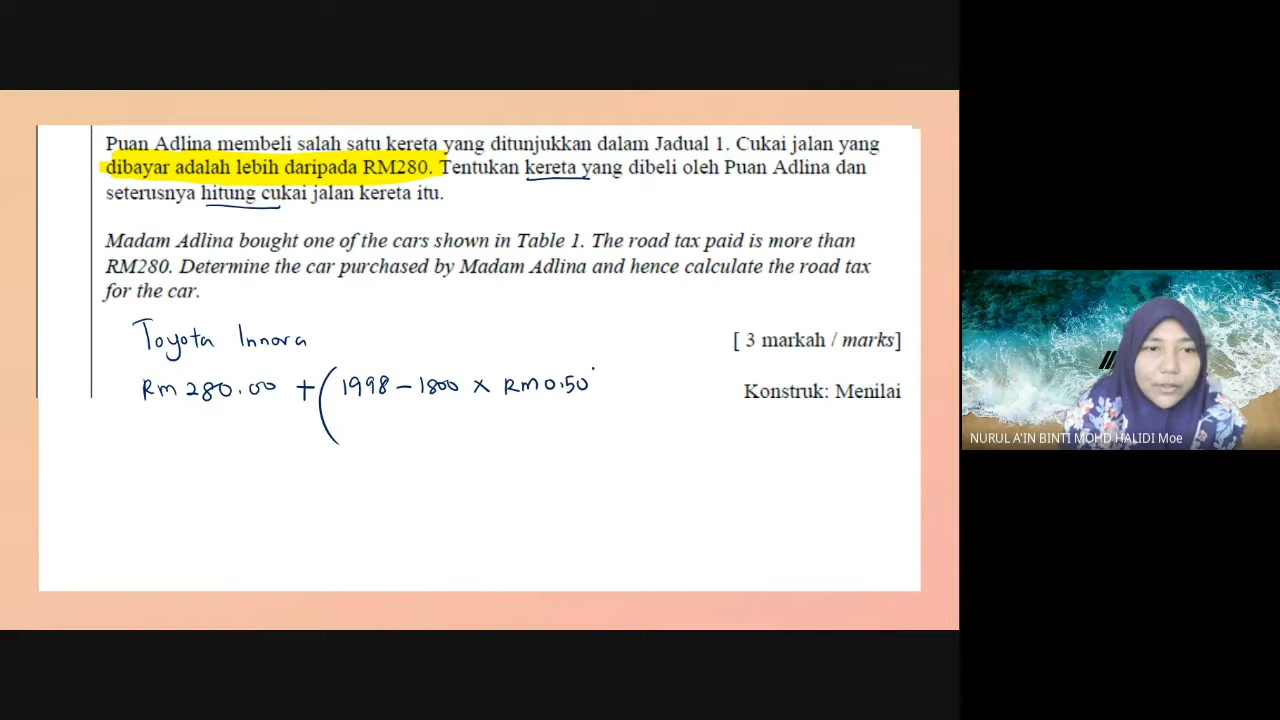 Puan Adlina membeli salah satu kereta yang ditunjukkan dalam Jadual 1. Cukai jalan yang
dibayar adalah lebih daripada RM280. Tentukan kereta yang dibeli oleh Puan Adlina dan
seterusnya hitung cukai jalan kereta itu.
Madam Adlina bought one of the cars shown in Table 1. The road tax paid is more than
RM280. Determine the car purchased by Madam Adlina and hence calculate the road tax
for the car.
Toyota Innova
[ 3 markah / marks]
RM 280.00 + ( 1998 - 1800 × RM 0.50
Konstruk: Menilai
NURUL A'IN BINTI MOHD HALIDI Moe